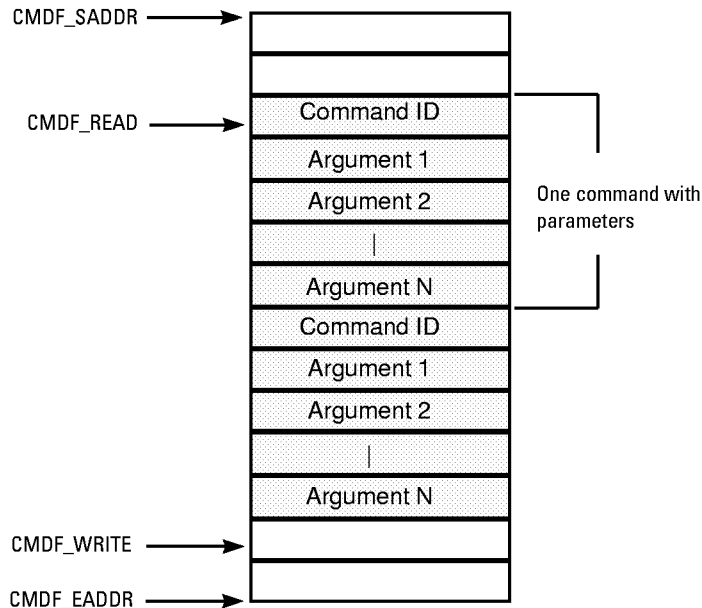 CMDF_SADDR
Command ID
CMDF_READ
Argument 1
Argument 2
One command with
parameters
Argument N
Command ID
Argument 1
Argument 2
Argument N
CMDF_WRITE
CMDF_EADDR